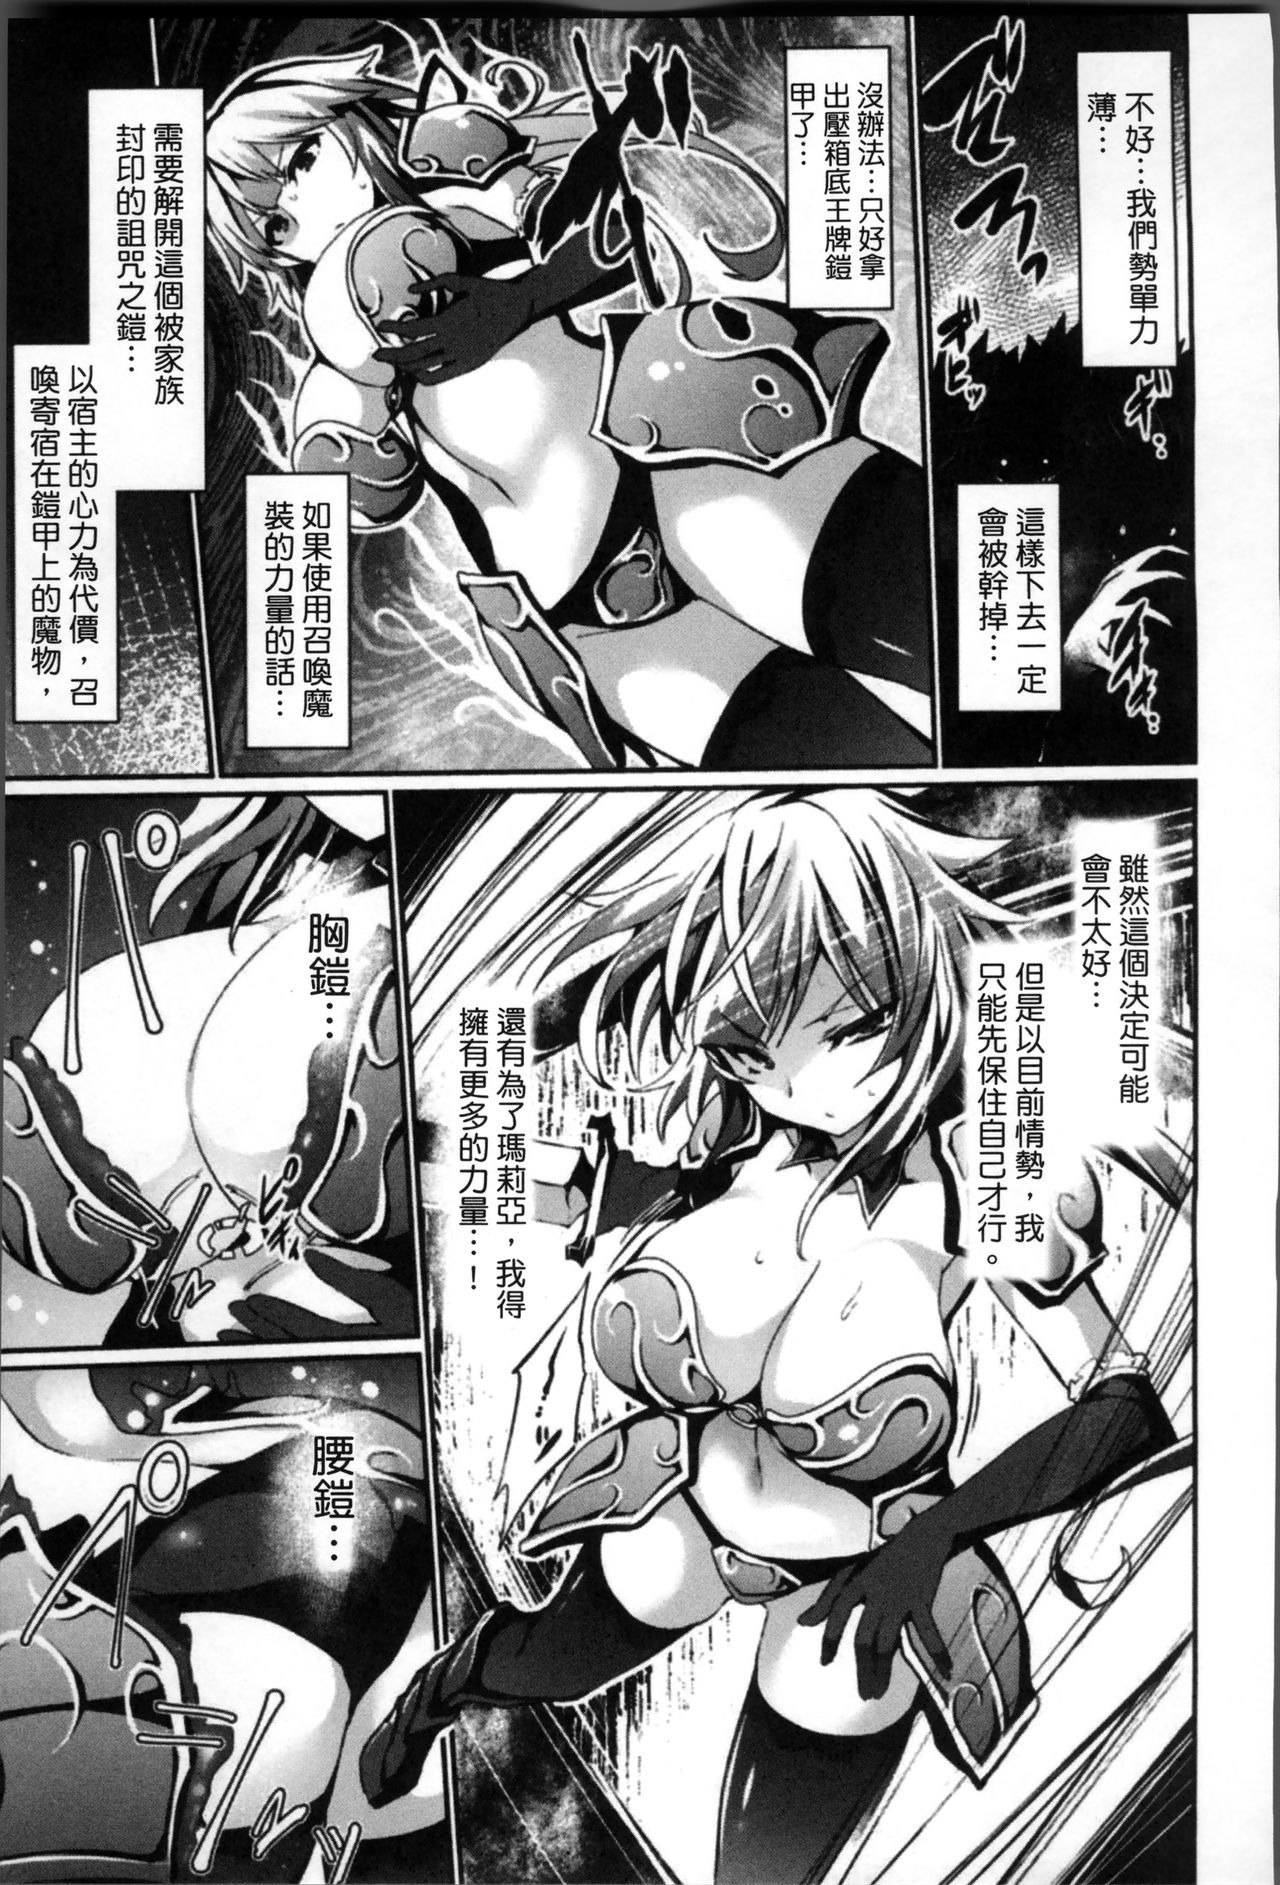 不好…我們勢單力
薄…
這樣下去一定
會被幹掉…
沒辦法…只好拿
出壓箱底王牌鎧
甲了…
如果使用召喚魔
裝的力量的話…
需要解開這個被家族
封印的詛咒之鎧…
以宿主的心力為代價，召
喚寄宿在鎧甲上的魔物，
雖然這個決定可能
會不太好…
但是以目前情勢，我
只能先保住自己才行。
還有為了瑪莉亞，我得
擁有更多的力量…！
胸鎧…
腰鎧…